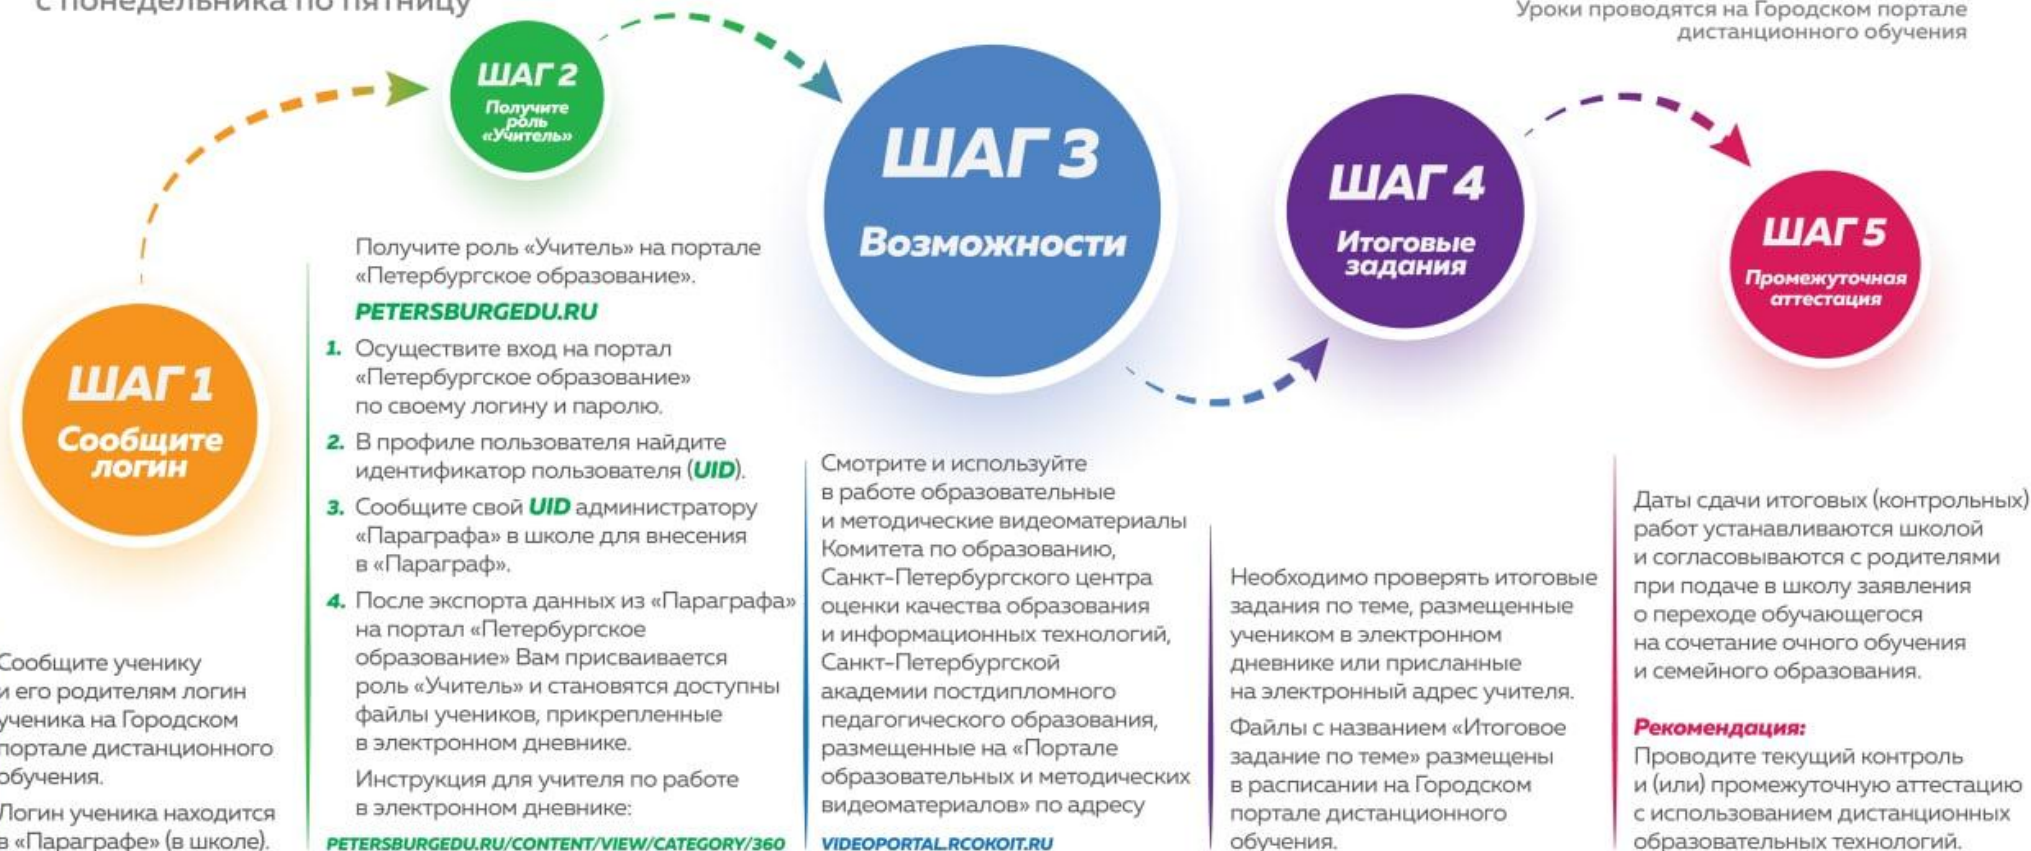 с понедельника по пятницу
Уроки проводятся на Городском портале
дистанционного обучения
ШАГ 1
Сообщите
логин
Сообщите ученику
и его родителям логин
ученика на Городском
портале дистанционного
обучения.
Логин ученика находится
в «Параграфе» (в школе).
ШАГ 2
Получите
роль
«Учитель»
Получите роль «Учитель» на портале
«Петербургское образование».
PETERSBURGEDU.RU
1. Осуществите вход на портал
«Петербургское образование»
по своему логину и паролю.
2. В профиле пользователя найдите
идентификатор пользователя (UID).
3. Сообщите свой UID администратору
«Параграфа» в школе для внесения
в «Параграф».
4. После экспорта данных из «Параграфа»
на портал «Петербургское
образование» Вам присваивается
роль «Учитель» и становятся доступны
файлы учеников, прикрепленные
в электронном дневнике.
Инструкция для учителя по работе
в электронном дневнике:
PETERSBURGEDU.RU/CONTENT/VIEW/CATEGORY/360
ШАГ 3
Возможности
Смотрите и используйте
в работе образовательные
и методические видеоматериалы
Комитета по образованию,
Санкт-Петербургского центра
оценки качества образования
и информационных технологий,
Санкт-Петербургской
академии постдипломного
педагогического образования,
размещенные на «Портале
образовательных и методических
видеоматериалов» по адресу
VIDEOPORTAL.RCOKOIT.RU
ШАГ 4
Итоговые
задания
Необходимо проверять итоговые
задания по теме, размещенные
учеником в электронном
дневнике или присланные
на электронный адрес учителя.
Файлы с названием «Итоговое
задание по теме» размещены
в расписании на Городском
портале дистанционного
обучения.
ШАГ 5
Промежуточная
аттестация
Даты сдачи итоговых (контрольных)
работ устанавливаются школой
и согласовываются с родителями
при подаче в школу заявления
о переходе обучающегося
на сочетание очного обучения
и семейного образования.
Рекомендация:
Проводите текущий контроль
и (или) промежуточную аттестацию
с использованием дистанционных
образовательных технологий.